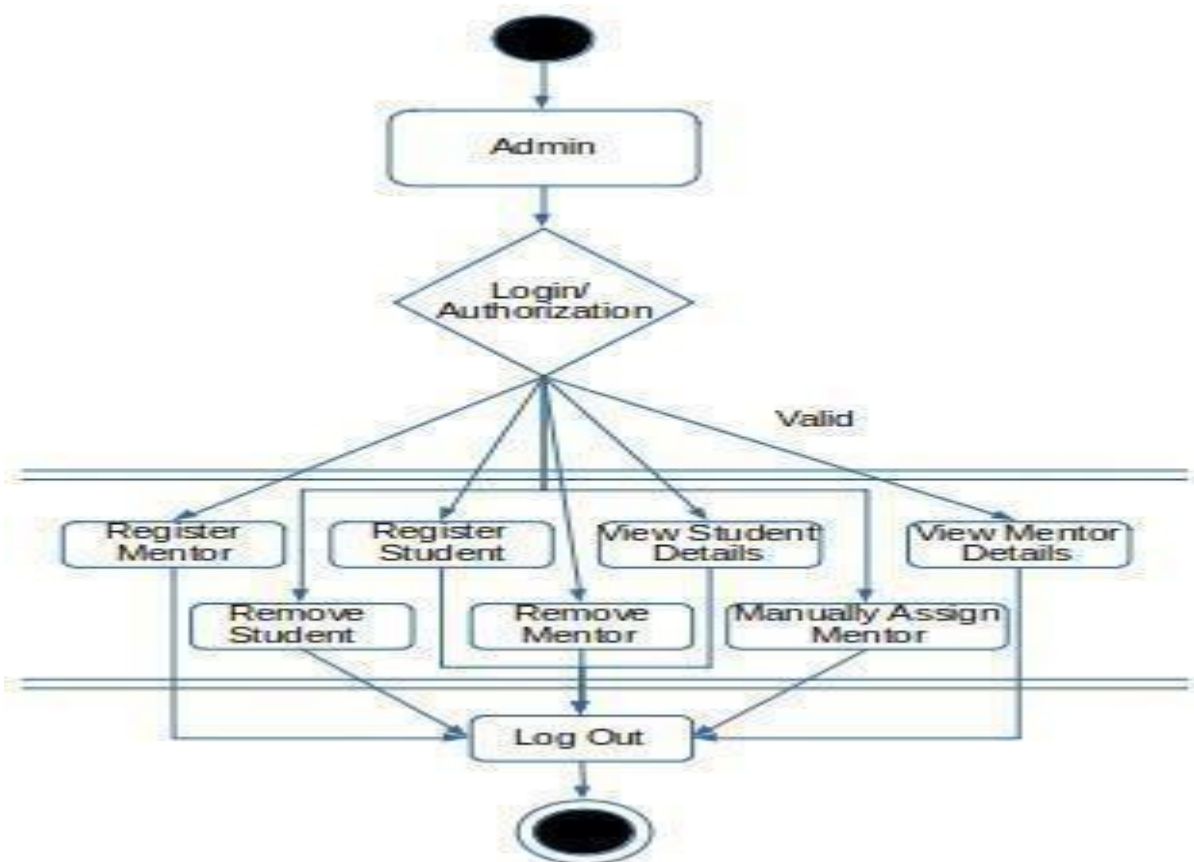 Admin
Login/
Authorization
Valid
Register
Mentor
Register
Student
View Student
Details
View Mentor
Details
Remove
Student
Remove
Mentor
Manually Assign
Mentor
Log Out